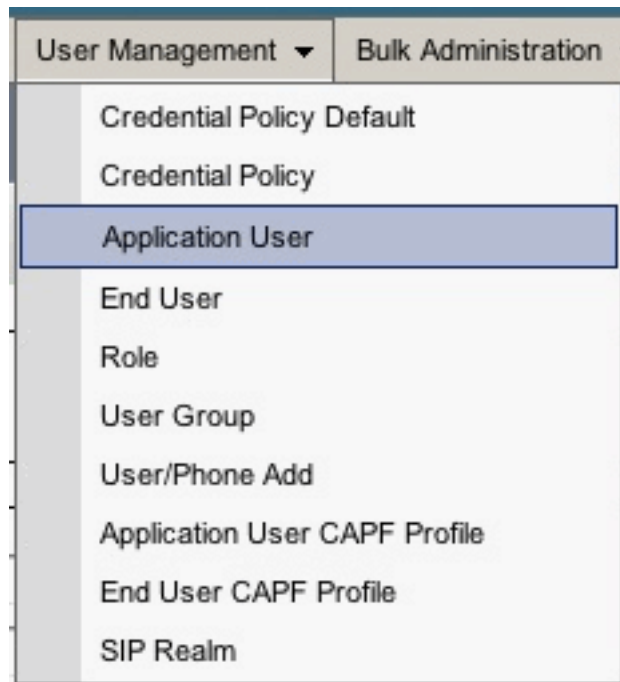 User Management Bulk Administration
Credential Policy Default
Credential Policy
Application User
End User
Role
User Group
User/Phone Add
Application User CAPF Profile
End User CAPF Profile
SIP Realm